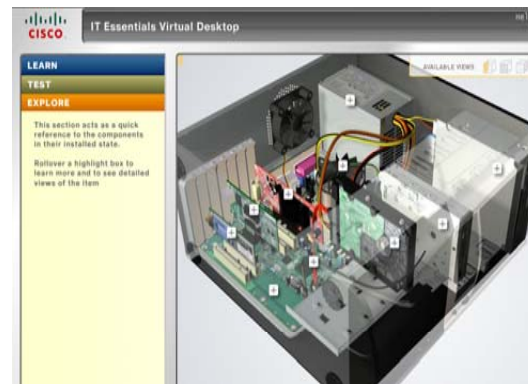 CISCO
IT Essentials Virtual Desktop
LEARN
TEST
EXPLORE
This section acts as a quick
reference to the components
in their installed state.
Rollover a highlight box to
learn more and to see detailed
views of the item
AVAILABLE VIEWS